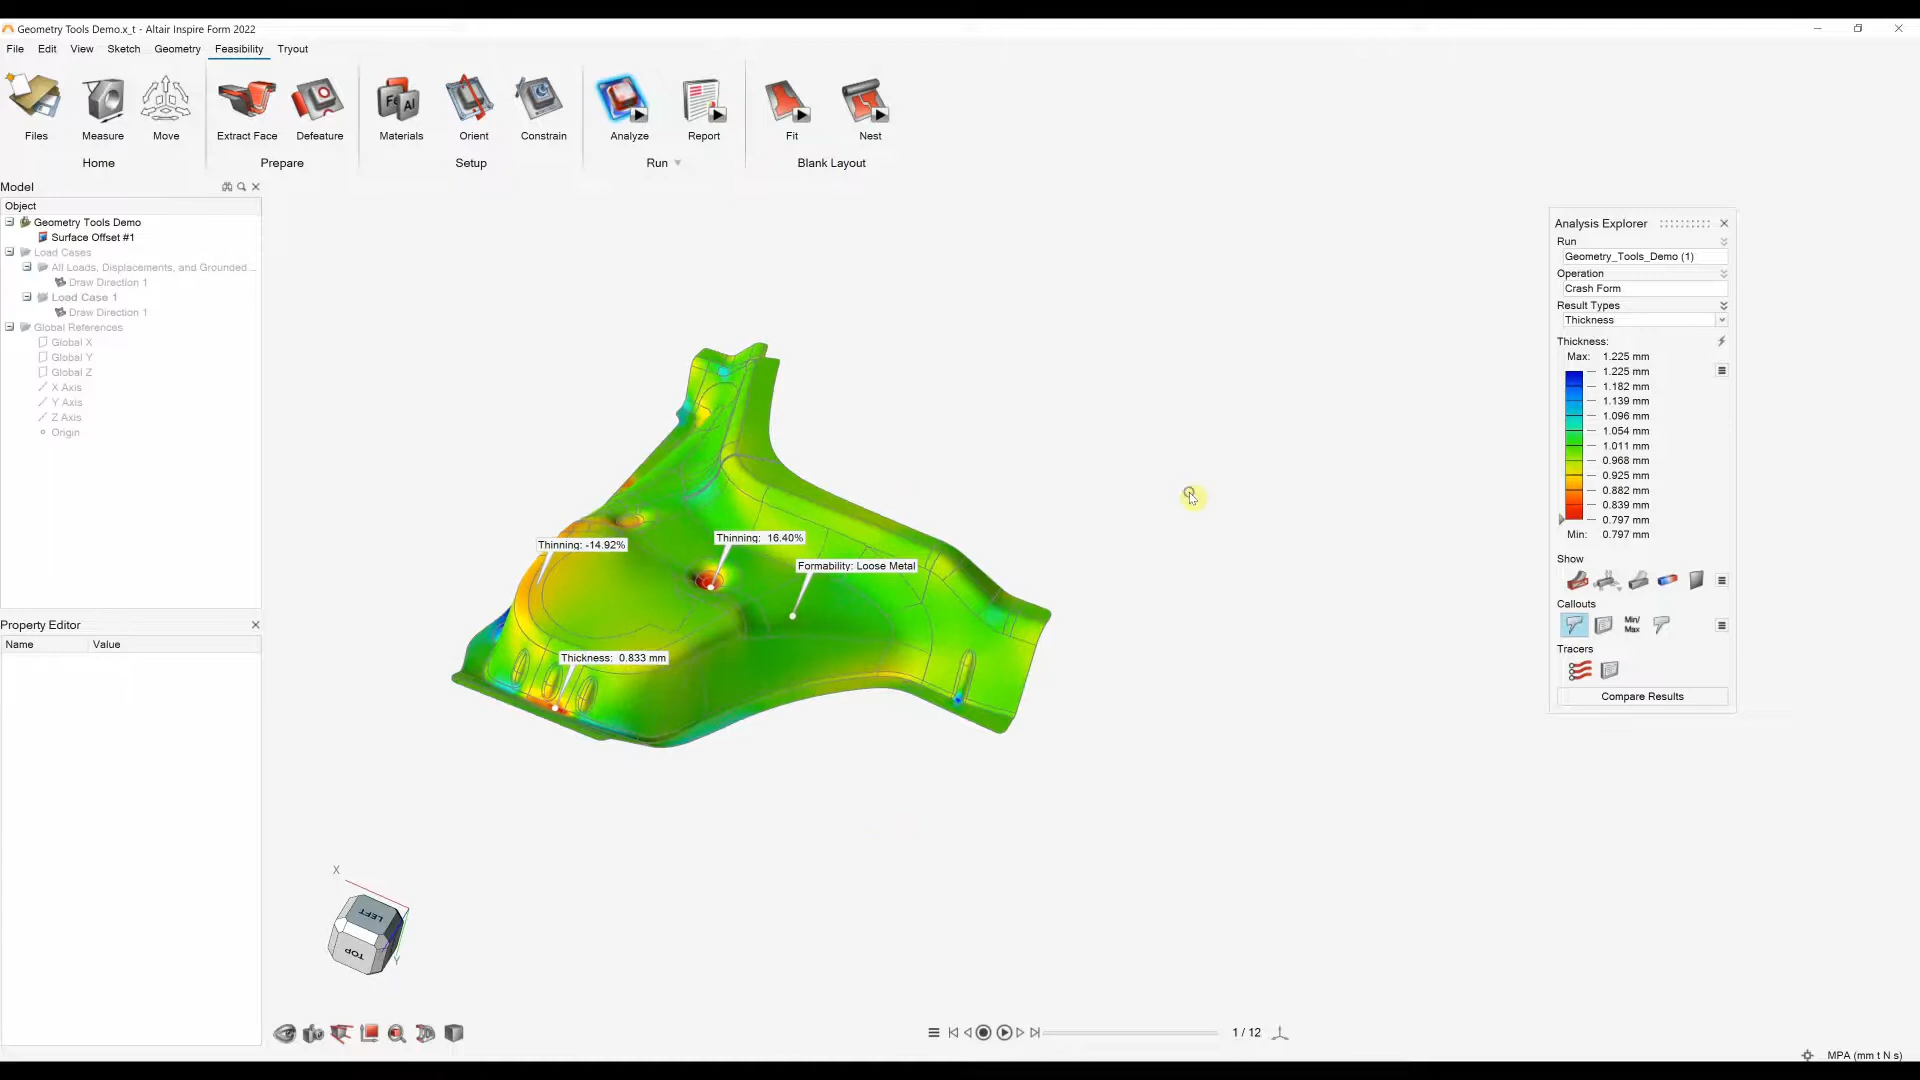 Geometry Tools Demo.x_t - Altair Inspire Form 2022
File Edit View Sketch Geometry Feasibility Tryout
Fe Al
Files Measure Move Extract Face Defeature Materials Orient Constrain Analyze Report Fit Nest
Home Prepare Setup Run Blank Layout
Model
Object
Geometry Tools Demo
Surface Offset #1
Load Cases
All Loads, Displacements, and Grounded...
Draw Direction 1
Load Case 1
Draw Direction 1
Global References
Global X
Global Y
Global Z
X Axis
Y Axis
Z Axis
Origin
Property Editor
Name Value
Thinning: -14.92%
Thinning: 16.40%
Formability: Loose Metal
Thickness: 0.833 mm
X
LEFT
TOP
Y
1 / 12
Analysis Explorer
Run
Geometry_Tools_Demo (1)
Operation
Crash Form
Result Types
Thickness
Thickness:
Max: 1.225 mm
1.225 mm
1.182 mm
1.139 mm
1.096 mm
1.054 mm
1.011 mm
0.968 mm
0.925 mm
0.882 mm
0.839 mm
0.797 mm
Min: 0.797 mm
Show
Callouts
Min/
Max
Tracers
Compare Results
MPA (mm t N s)